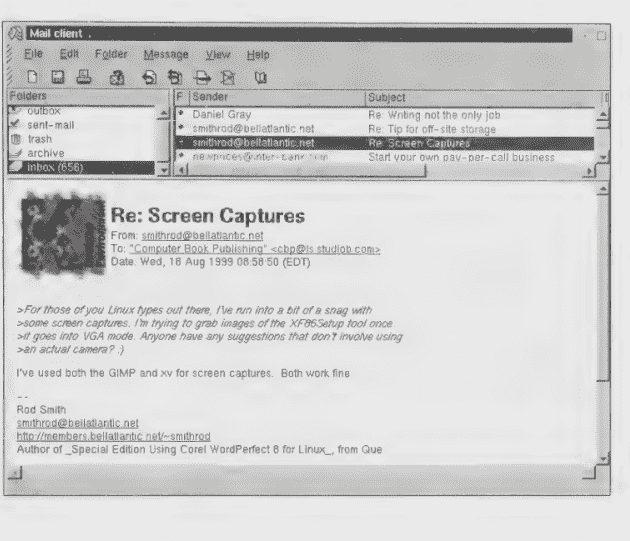 Mail client
File Edit Folder Message View Help
Folders
outbox
sent-mail
trash
archive
inbox (656)
F Sender Subject
Daniel Gray Re: Writing not the only job
smithrod@bellatlantic.net Re: Tip for off-site storage
smithrod@bellatlantic.net Re: Screen Captures
Start your own pay-per-call business
Re: Screen Captures
From: smithrod@bellatlantic.net
To: "Computer Book Publishing" <cbp@ls.studiob.com>
Date: Wed, 18 Aug 1999 08:58:50 (EDT)
>For those of you Linux types out there, I've run into a bit of a snag with
>some screen captures. I'm trying to grab images of the XF86Setup tool once
>it goes into VGA mode. Anyone have any suggestions that don't involve using
>an actual camera? :)
I've used both the GIMP and xv for screen captures. Both work fine
--
Rod Smith
smithrod@bellatlantic.net
http://members.bellatlantic.net/~smithrod
Author of _Special Edition Using Corel WordPerfect 8 for Linux_, from Que